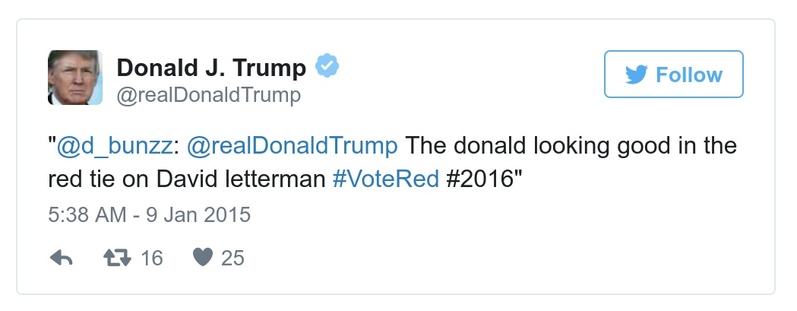 Donald J. Trump
@realDonaldTrump
Follow
"@d_bunzz: @realDonaldTrump The donald looking good in the
red tie on David letterman #VoteRed #2016"
5:38 AM - 9 Jan 2015
16 25